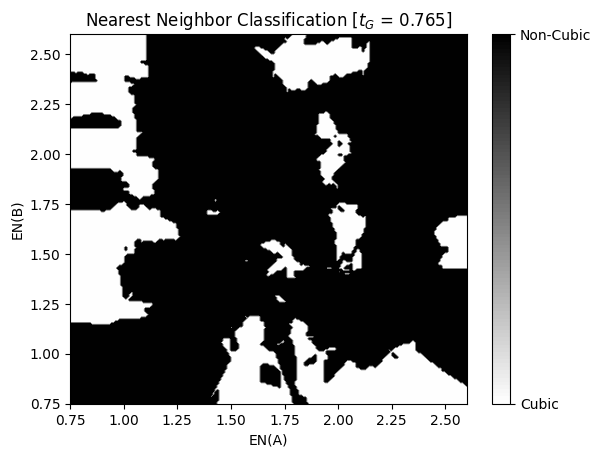 Nearest Neighbor Classification [$t_G$ = 0.765]
Non-Cubic
2.50
2.25
2.00
1.75
1.50
1.25
1.00
0.75
EN(B)
0.75 1.00 1.25 1.50 1.75 2.00 2.25 2.50
EN(A)
Cubic